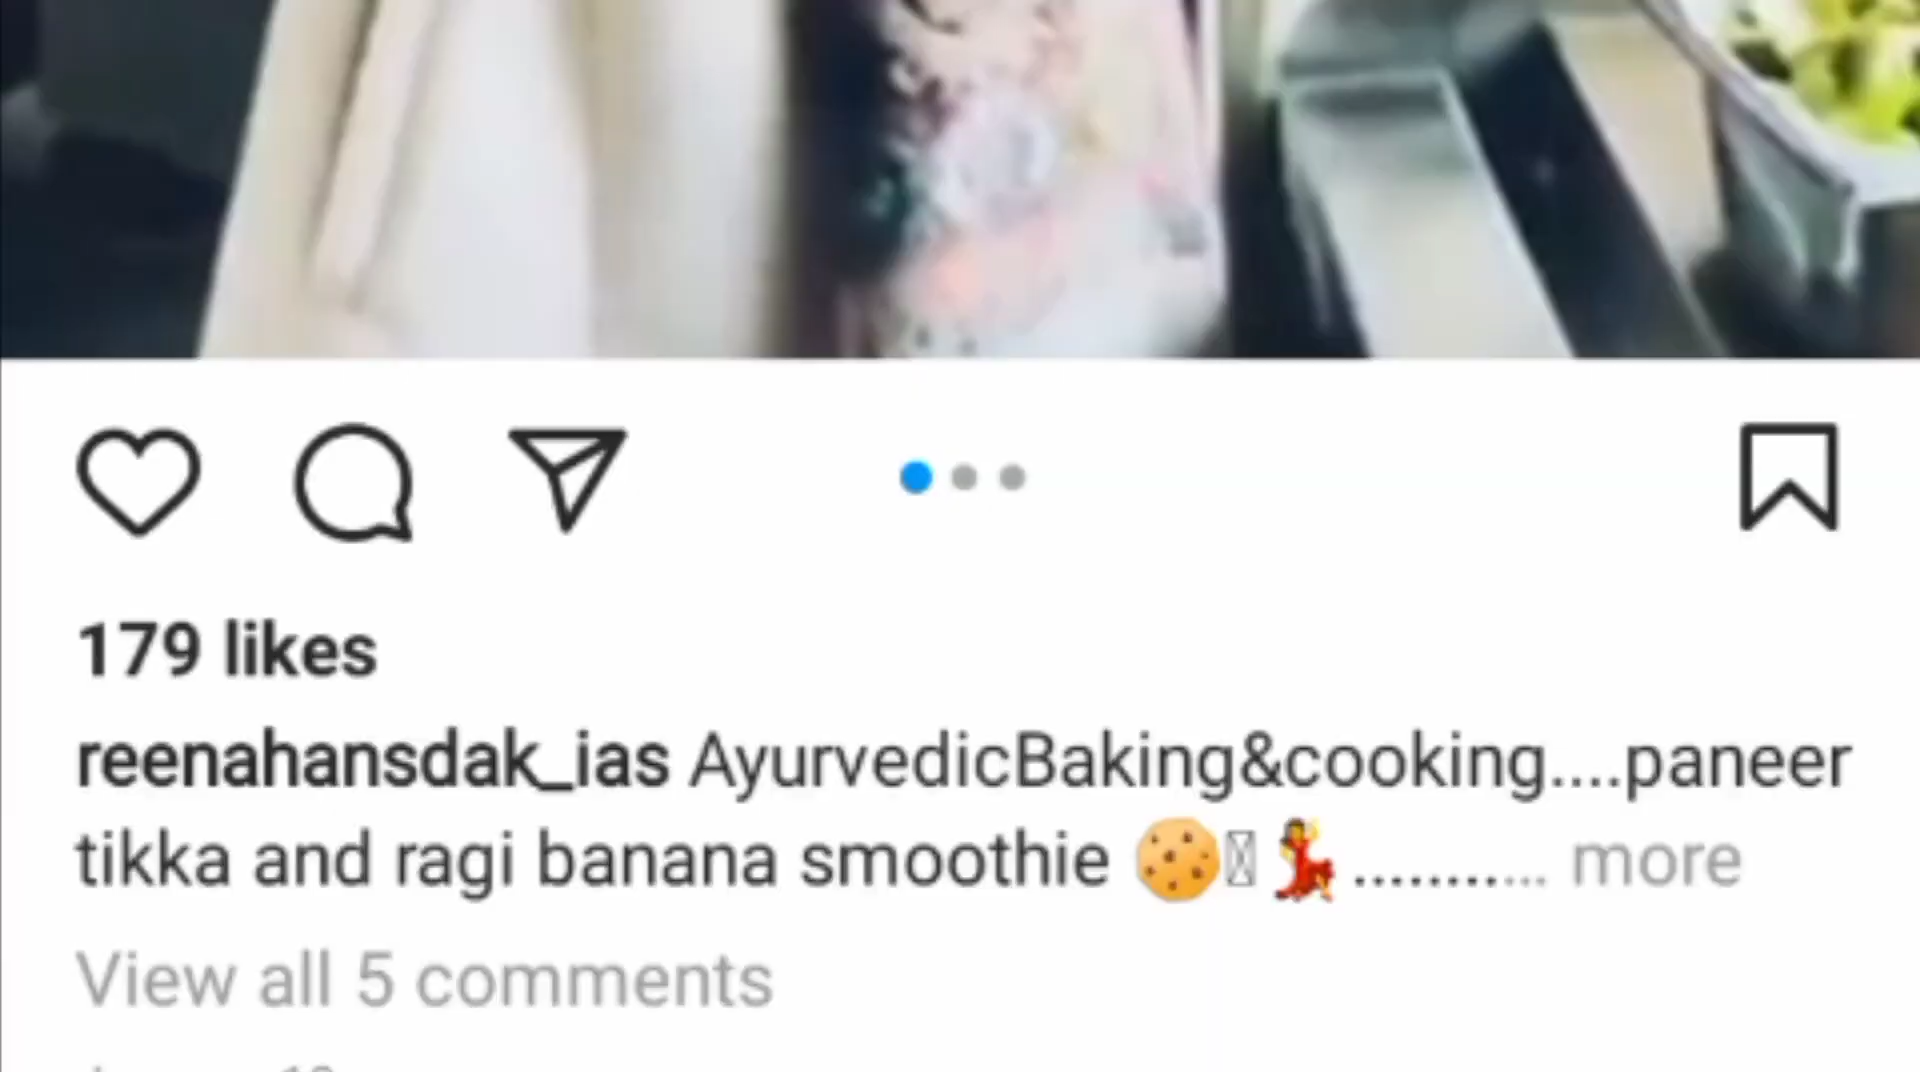 179 likes
reenahansdak_ias AyurvedicBaking&cooking....paneer
tikka and ragi banana smoothie 🍪 💃 ............ more
View all 5 comments